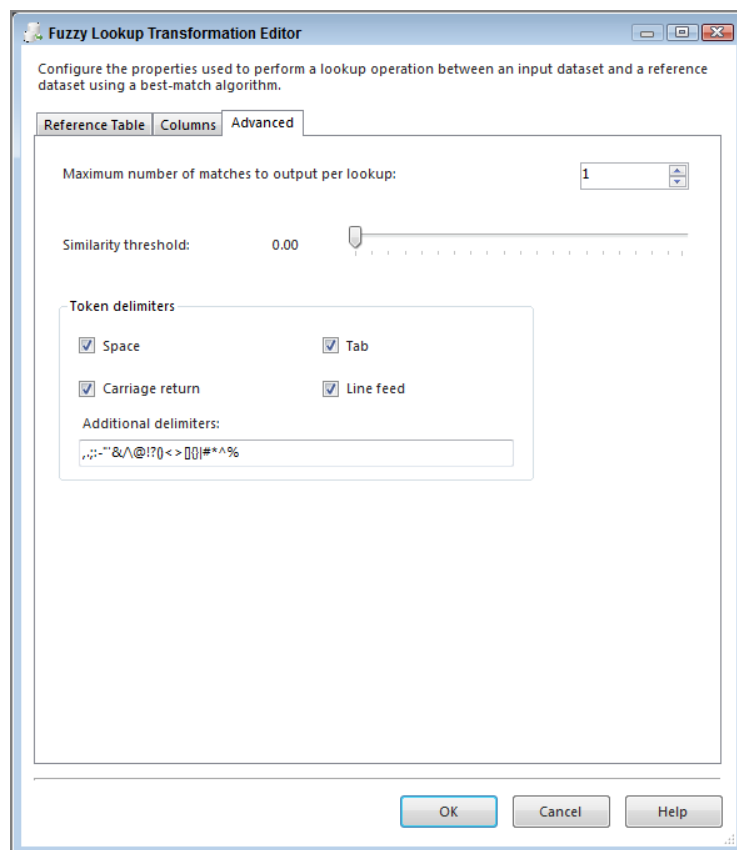 Fuzzy Lookup Transformation Editor
Configure the properties used to perform a lookup operation between an input dataset and a reference
dataset using a best-match algorithm.
Reference Table Columns Advanced
Maximum number of matches to output per lookup: 1
Similarity threshold: 0.00
Token delimiters
Space Tab
Carriage return Line feed
Additional delimiters:
,.;:-"'&/\@!?()<>[]{}|#*^%
OK Cancel Help